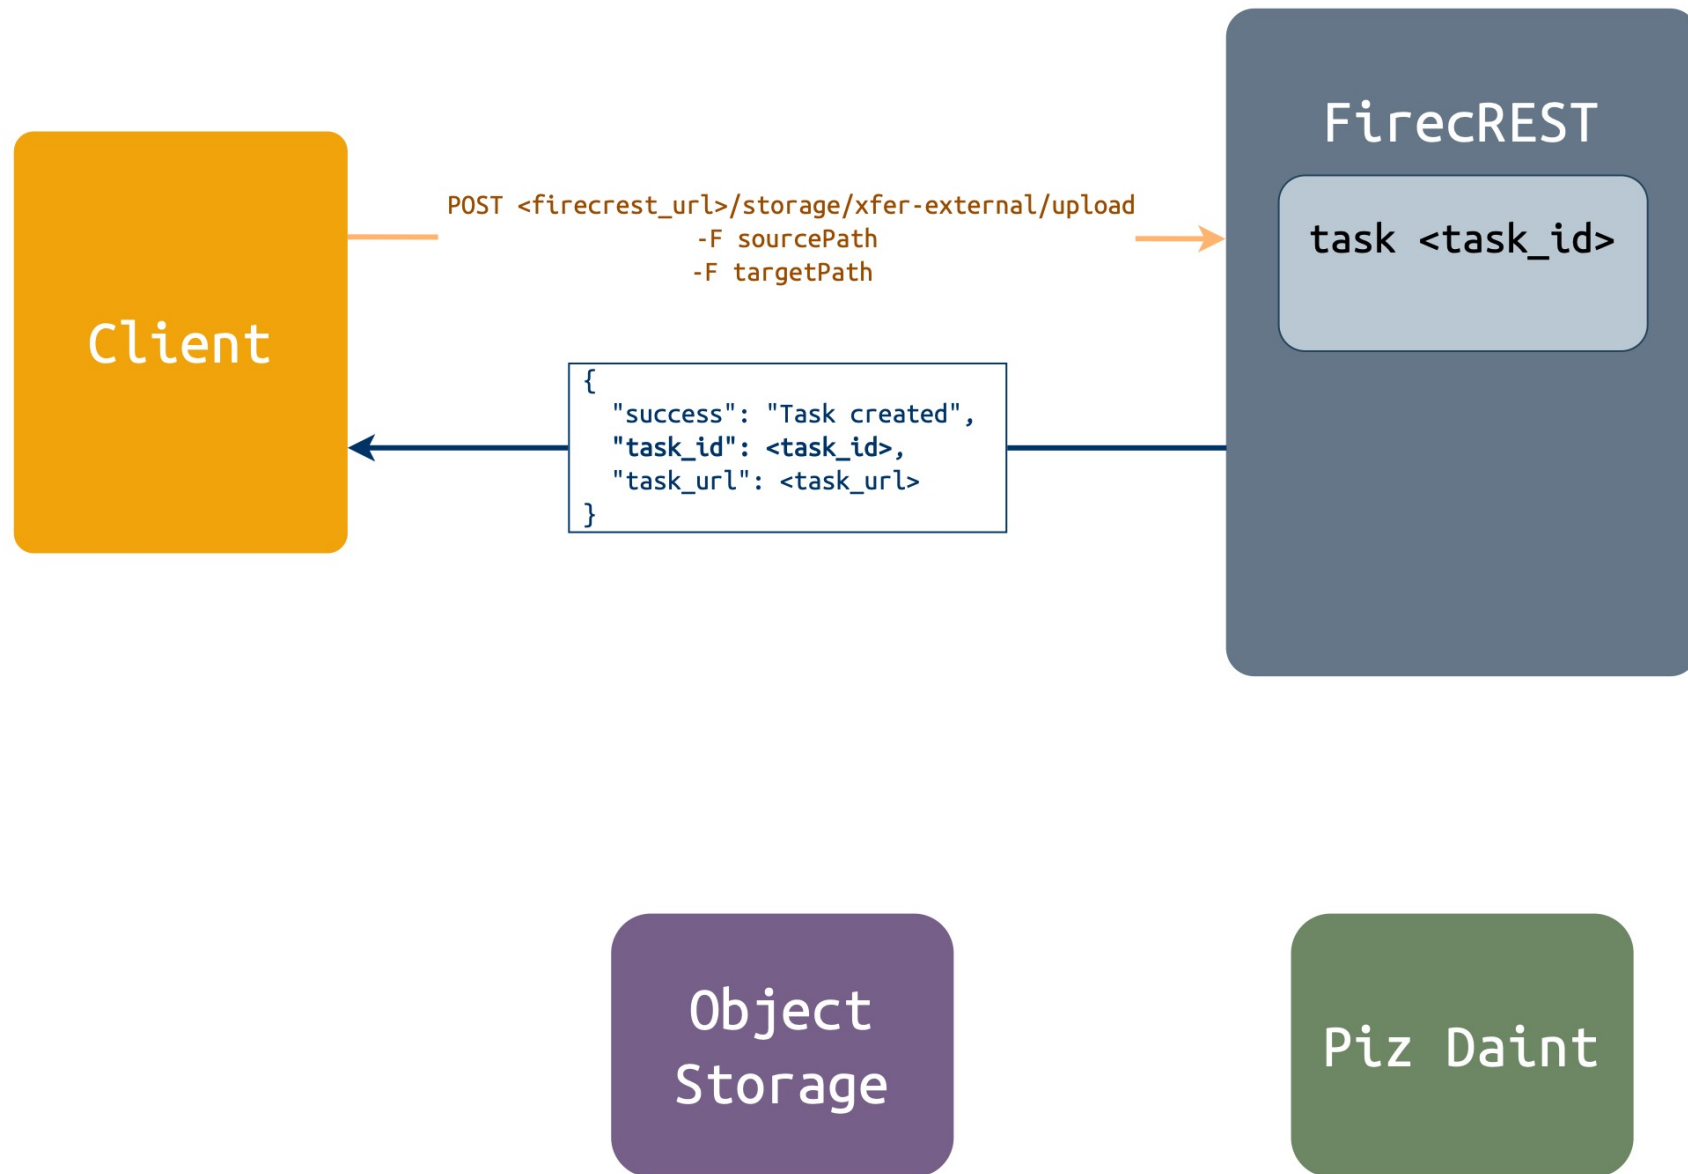 FirecREST
task <task_id>
POST <firecrest_url>/storage/xfer-external/upload
-F sourcePath
-F targetPath
Client
{
"success": "Task created",
"task_id": <task_id>,
"task_url": <task_url>
}
Object
Storage
Piz Daint